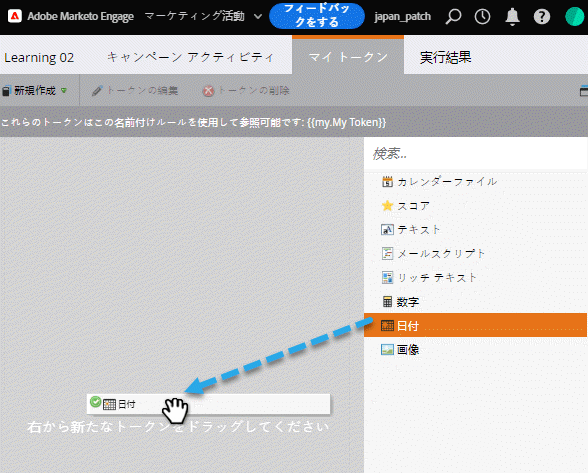 Adobe Marketo Engage マーケティング活動 フィードバックをする japan_patch
Learning 02 キャンペーン アクティビティ マイ トークン 実行結果
新規作成 トークンの編集 トークンの削除
これらのトークンはこの名前付けルールを使用して参照可能です: {{my.My Token}}
検索...
カレンダーファイル
スコア
テキスト
メールスクリプト
リッチ テキスト
数字
日付
画像
日付
右から新たなトークンをドラッグしてください